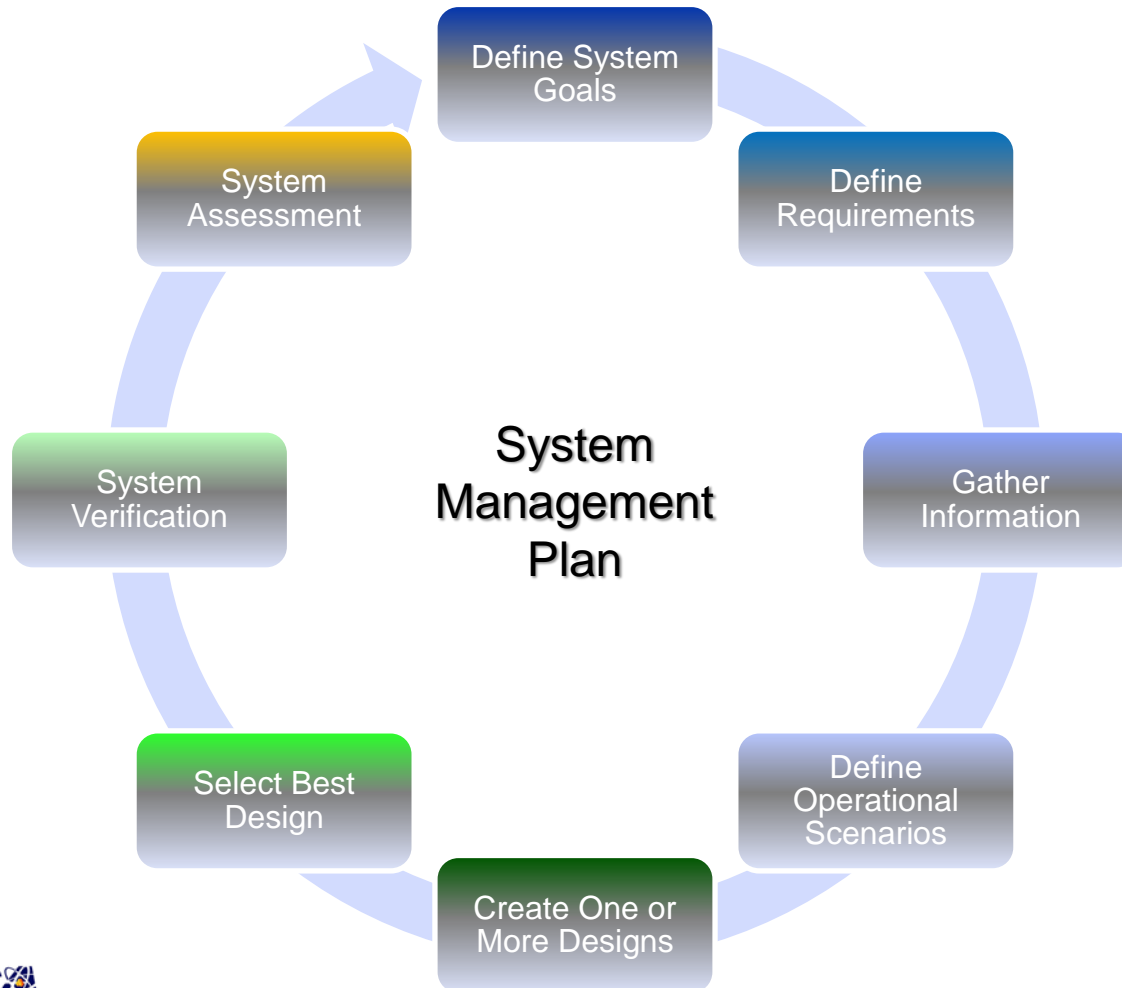 Define System
Goals
Define
Requirements
Gather
Information
Define
Operational
Scenarios
Create One or
More Designs
Select Best
Design
System
Verification
System
Assessment
System
Management
Plan